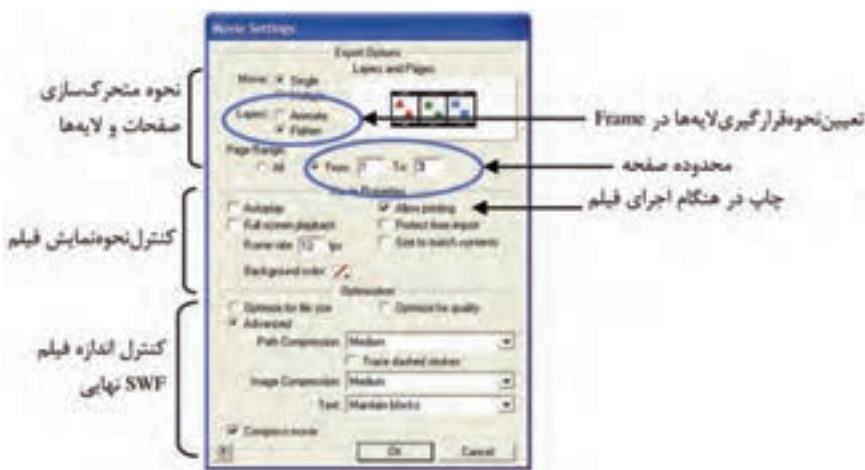 Movie Settings
Export Options
Layers and Pages
Movie: Single
Layers: Animate
Flatten
Page Range
All From: 1 To: 3
Autoplay
Allow printing
Full screen playback
Protect from import
Frame rate: 12 fps
Size to match contents
Background color:
Optimization
Optimize for file size
Optimize for quality
Advanced
Path Compression: Medium
Trace dashed strokes
Image Compression: Medium
Text: Maintain blocks
Compress movie
OK Cancel
نحوه متحرک‌سازی
صفحات و لایه‌ها
کنترل‌نحوه‌نمایش فیلم
کنترل اندازه فیلم
SWF نهایی
تعیین‌نحوه‌قرارگیری‌لایه‌ها در Frame
محدوده صفحه
چاپ در هنگام اجرای فیلم